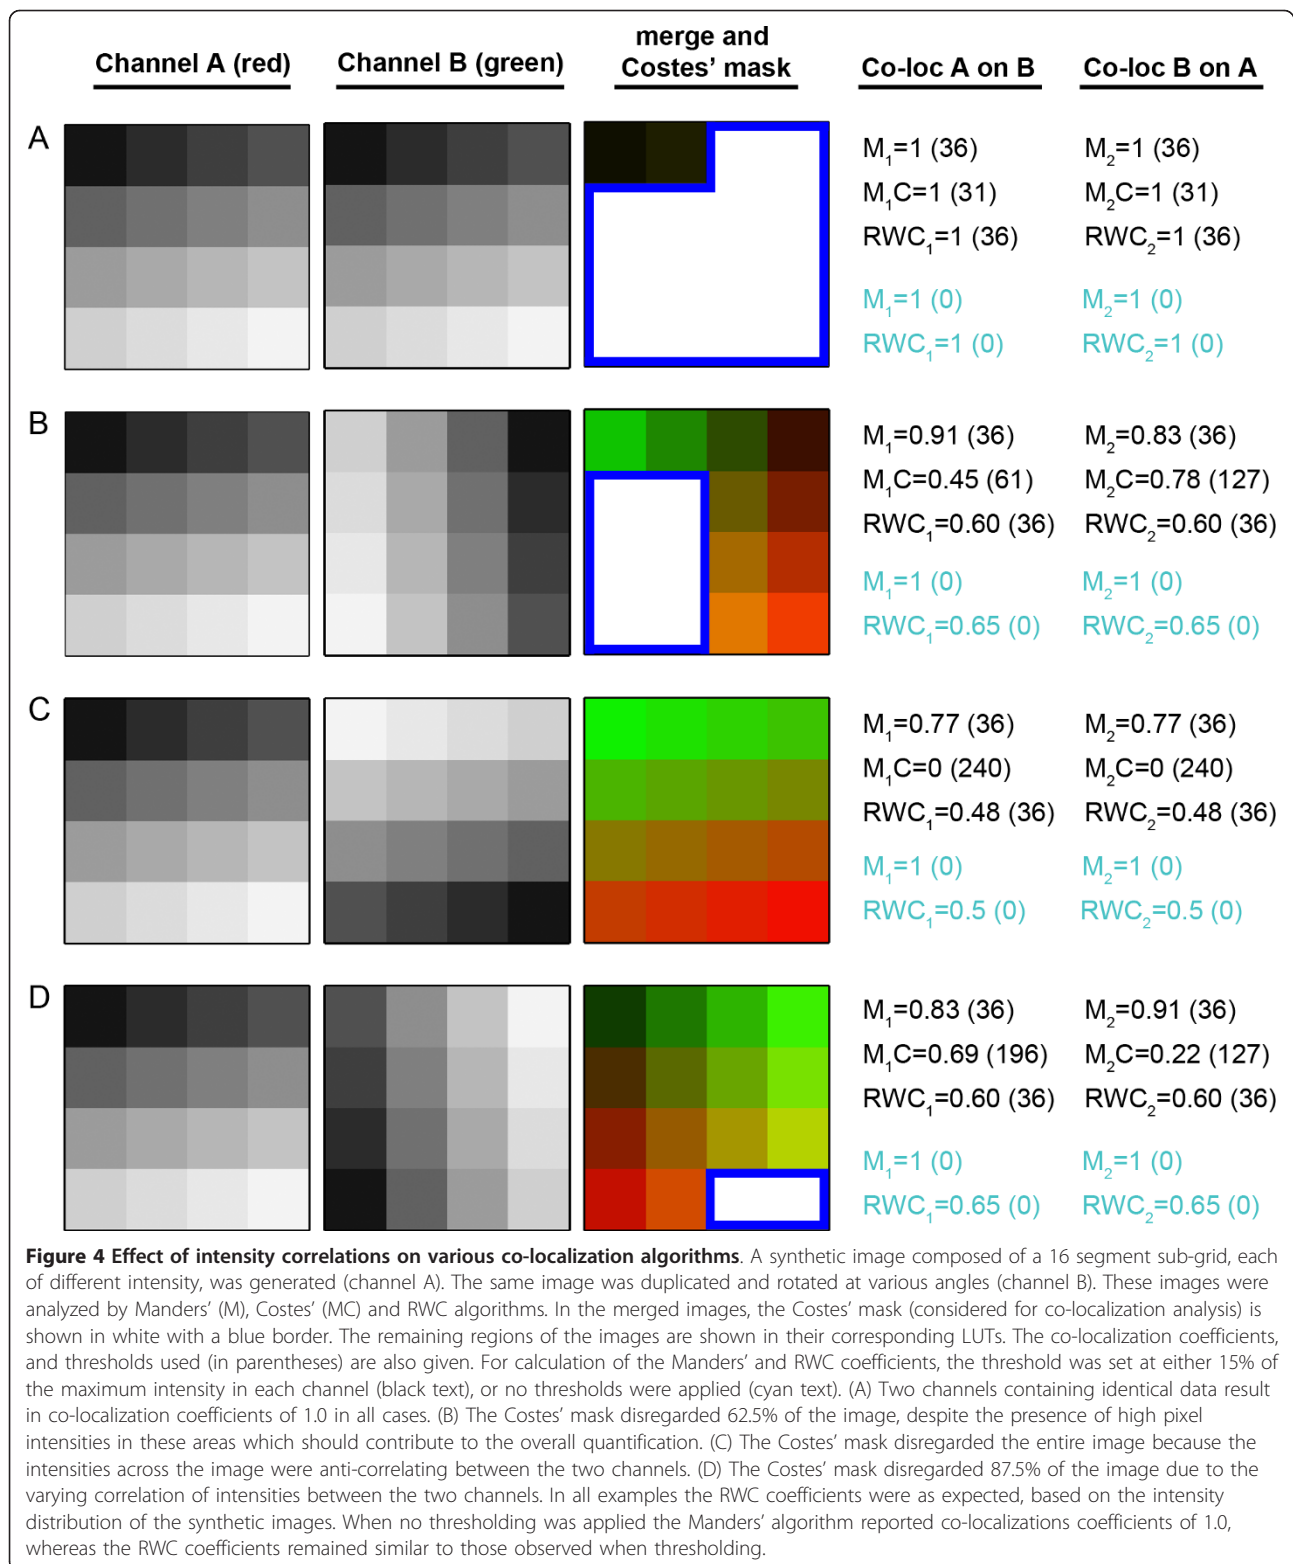 Channel A (red) Channel B (green) merge and Costes' mask Co-loc A on B Co-loc B on A
A
M1=1 (36) M2=1 (36)
M1C=1 (31) M2C=1 (31)
RWC1=1 (36) RWC2=1 (36)
M1=1 (0) M2=1 (0)
RWC1=1 (0) RWC2=1 (0)
B
M1=0.91 (36) M2=0.83 (36)
M1C=0.45 (61) M2C=0.78 (127)
RWC1=0.60 (36) RWC2=0.60 (36)
M1=1 (0) M2=1 (0)
RWC1=0.65 (0) RWC2=0.65 (0)
C
M1=0.77 (36) M2=0.77 (36)
M1C=0 (240) M2C=0 (240)
RWC1=0.48 (36) RWC2=0.48 (36)
M1=1 (0) M2=1 (0)
RWC1=0.5 (0) RWC2=0.5 (0)
D
M1=0.83 (36) M2=0.91 (36)
M1C=0.69 (196) M2C=0.22 (127)
RWC1=0.60 (36) RWC2=0.60 (36)
M1=1 (0) M2=1 (0)
RWC1=0.65 (0) RWC2=0.65 (0)
Figure 4 Effect of intensity correlations on various co-localization algorithms. A synthetic image composed of a 16 segment sub-grid, each
of different intensity, was generated (channel A). The same image was duplicated and rotated at various angles (channel B). These images were
analyzed by Manders' (M), Costes' (MC) and RWC algorithms. In the merged images, the Costes' mask (considered for co-localization analysis) is
shown in white with a blue border. The remaining regions of the images are shown in their corresponding LUTs. The co-localization coefficients,
and thresholds used (in parentheses) are also given. For calculation of the Manders' and RWC coefficients, the threshold was set at either 15% of
the maximum intensity in each channel (black text), or no thresholds were applied (cyan text). (A) Two channels containing identical data result
in co-localization coefficients of 1.0 in all cases. (B) The Costes' mask disregarded 62.5% of the image, despite the presence of high pixel
intensities in these areas which should contribute to the overall quantification. (C) The Costes' mask disregarded the entire image because the
intensities across the image were anti-correlating between the two channels. (D) The Costes' mask disregarded 87.5% of the image due to the
varying correlation of intensities between the two channels. In all examples the RWC coefficients were as expected, based on the intensity
distribution of the synthetic images. When no thresholding was applied the Manders' algorithm reported co-localizations coefficients of 1.0,
whereas the RWC coefficients remained similar to those observed when thresholding.